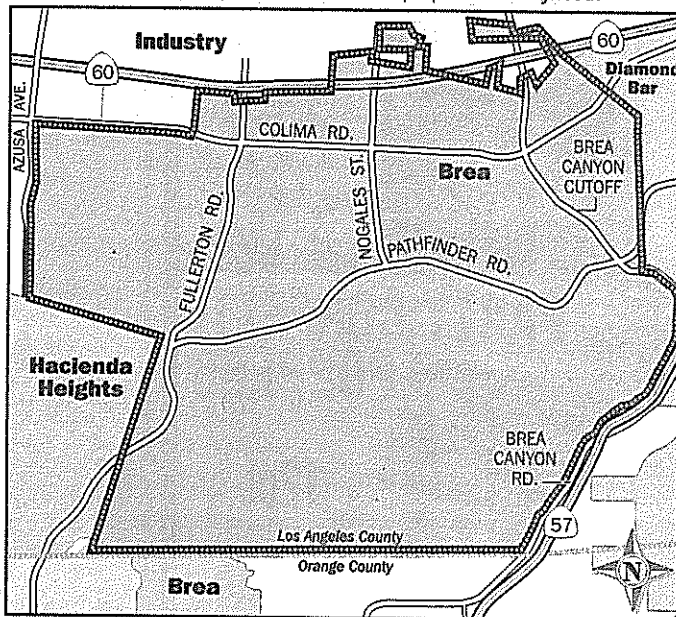 Industry
60
60
Diamond
Bar
AZUSA AVE.
COLIMA RD.
BREA
CANYON
CUTOFF
Brea
NOGALES ST.
FULLERTON RD.
PATHFINDER RD.
Hacienda
Heights
BREA
CANYON
RD.
57
Los Angeles County
Orange County
Brea
N